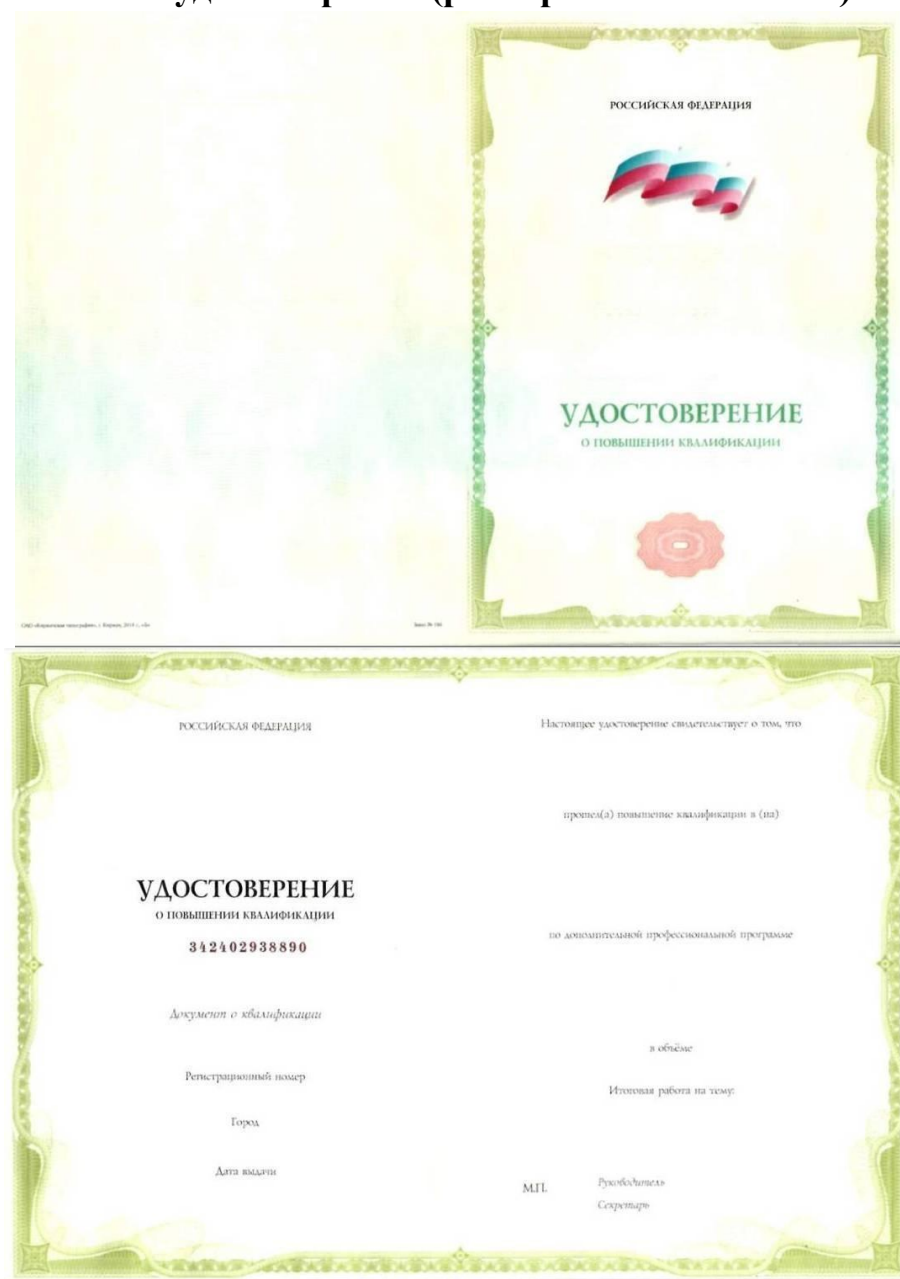 РОССИЙСКАЯ ФЕДЕРАЦИЯ
УДОСТОВЕРЕНИЕ
О ПОВЫШЕНИИ КВАЛИФИКАЦИИ
РОССИЙСКАЯ ФЕДЕРАЦИЯ
УДОСТОВЕРЕНИЕ
О ПОВЫШЕНИИ КВАЛИФИКАЦИИ
342402938890
Документ о квалификации
Регистрационный номер
Город
Дата выдачи
Настоящее удостоверение свидетельствует о том, что
прошел(а) повышение квалификации в (на)
по дополнительной профессиональной программе
в объёме
Итоговая работа на тему:
М.П.
Руководитель
Секретарь